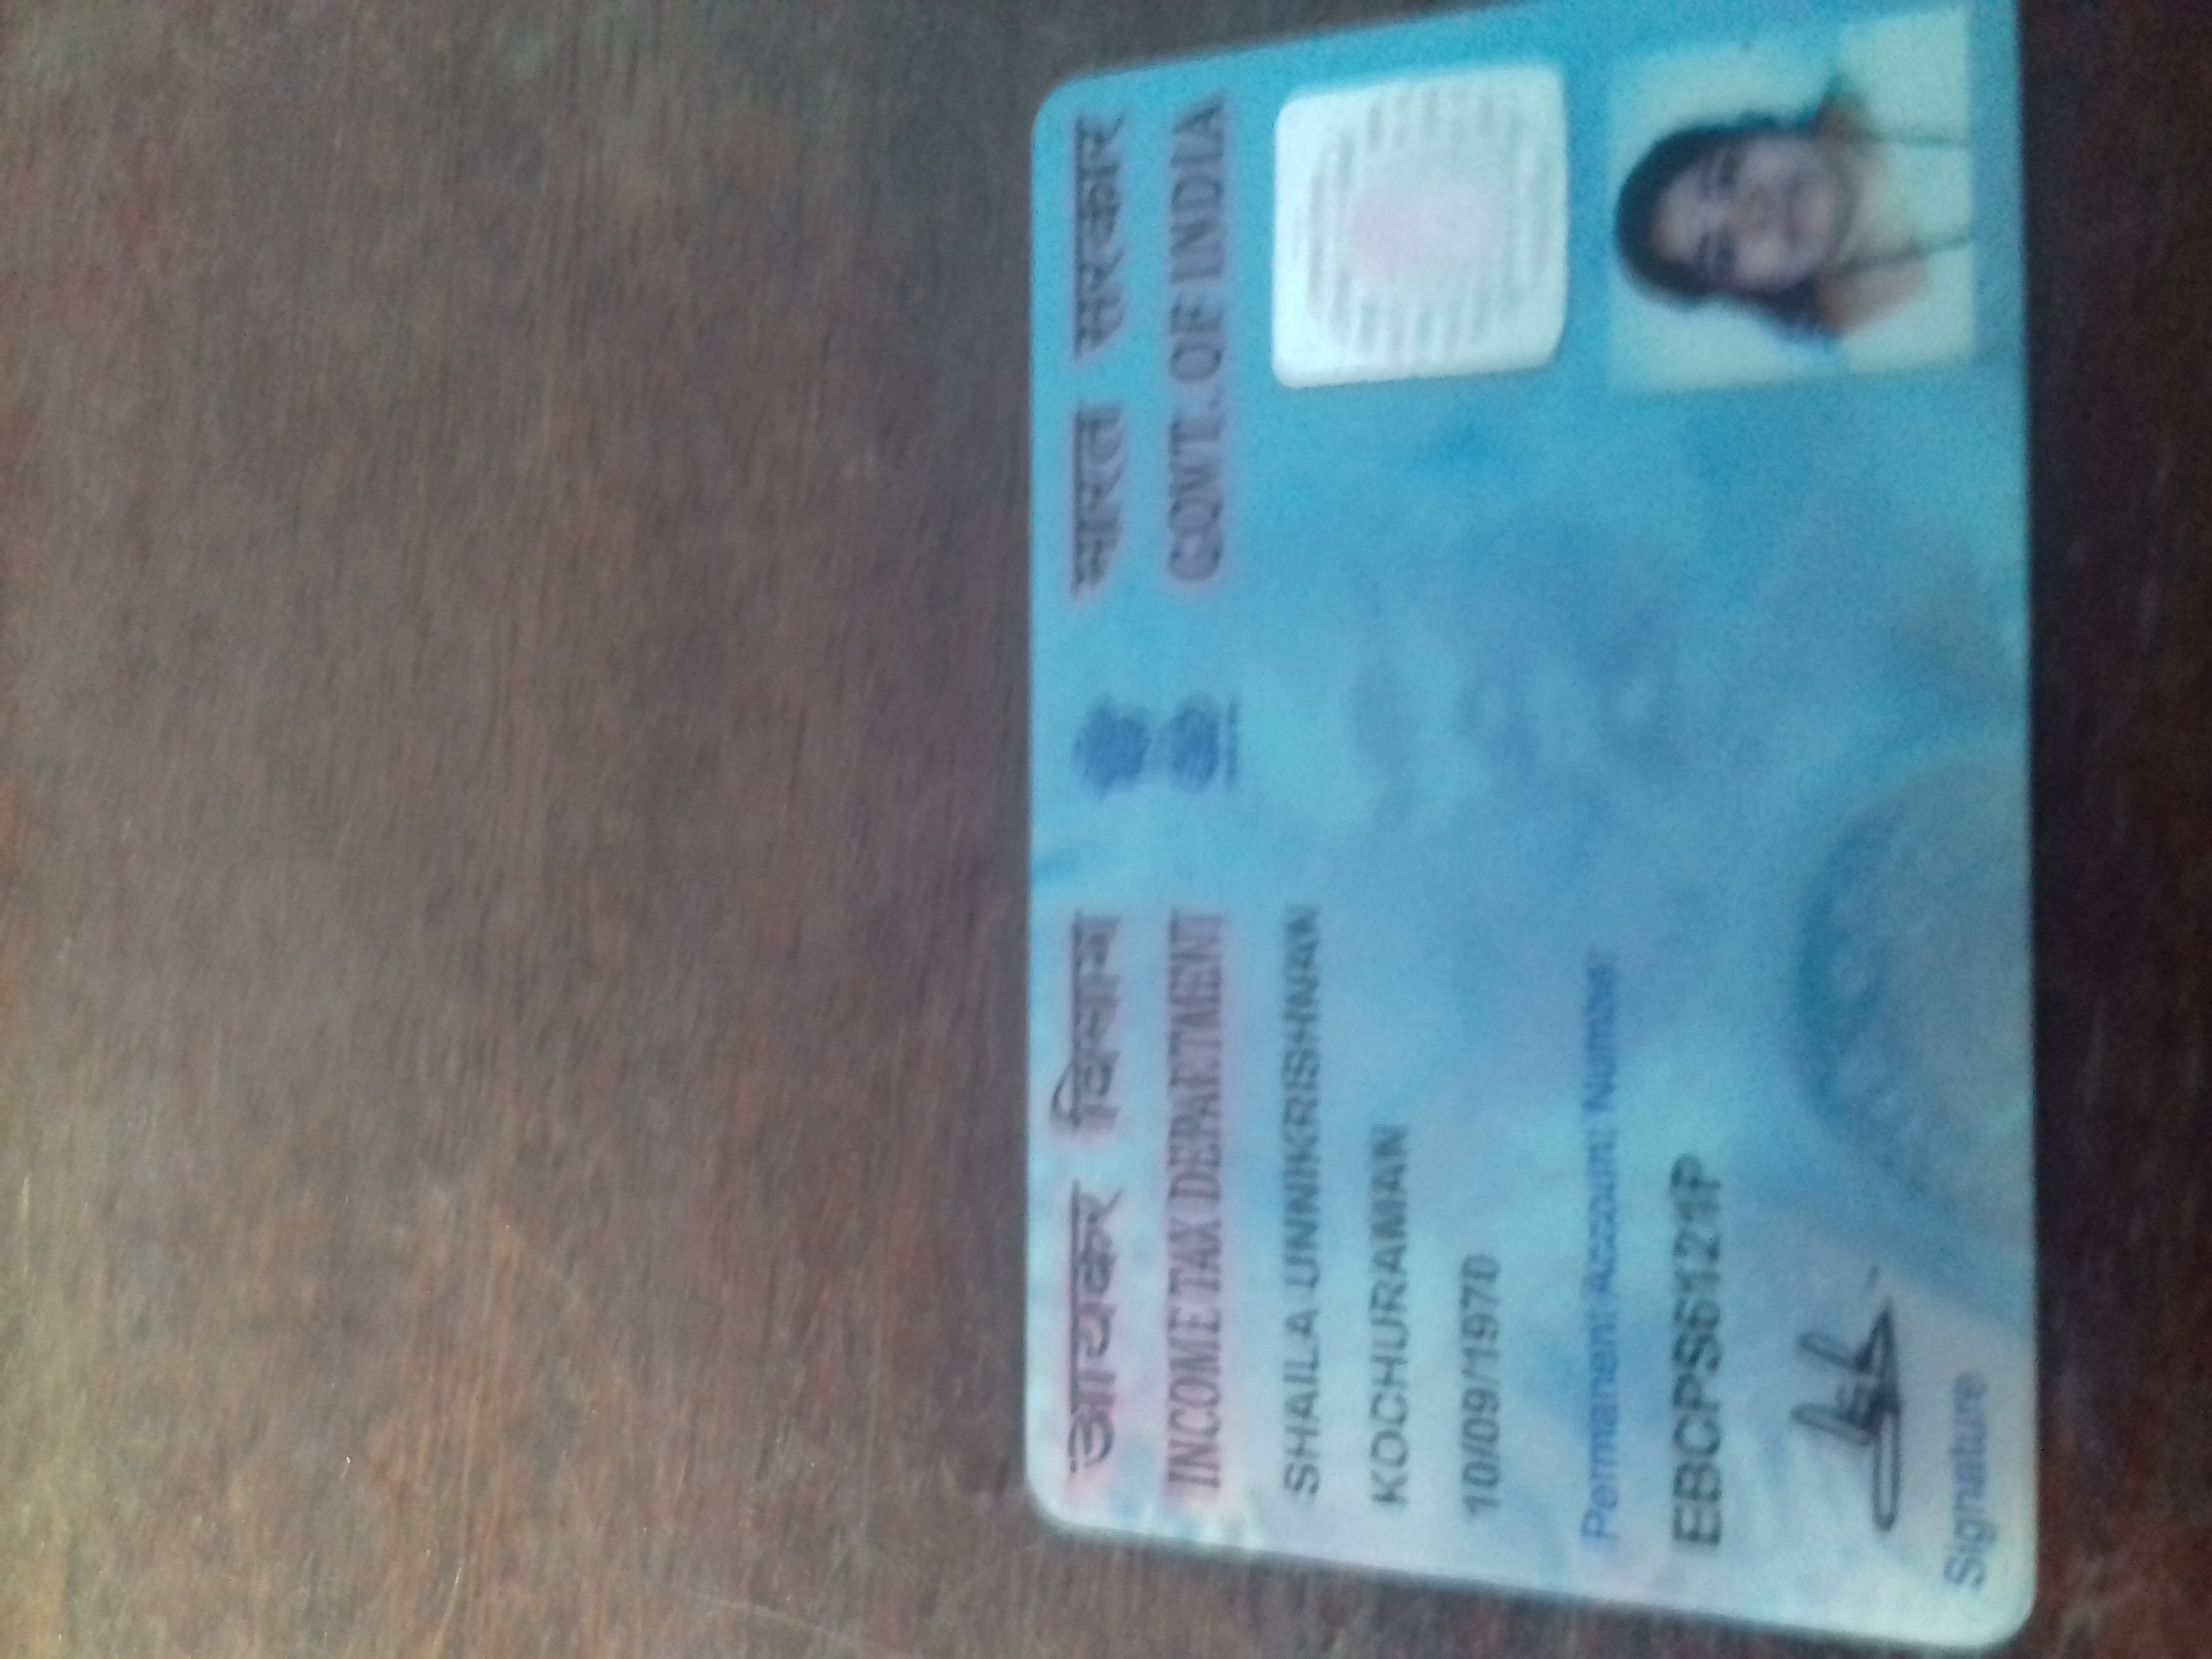 आयकर विभाग
भारत सरकार
INCOME TAX DEPARTMENT
GOVT. OF INDIA
SHAILA UNNIKRISHNAN
KOCHURAMAN
10/09/1970
Permanent Account Number
EBCPS6121P
Signature